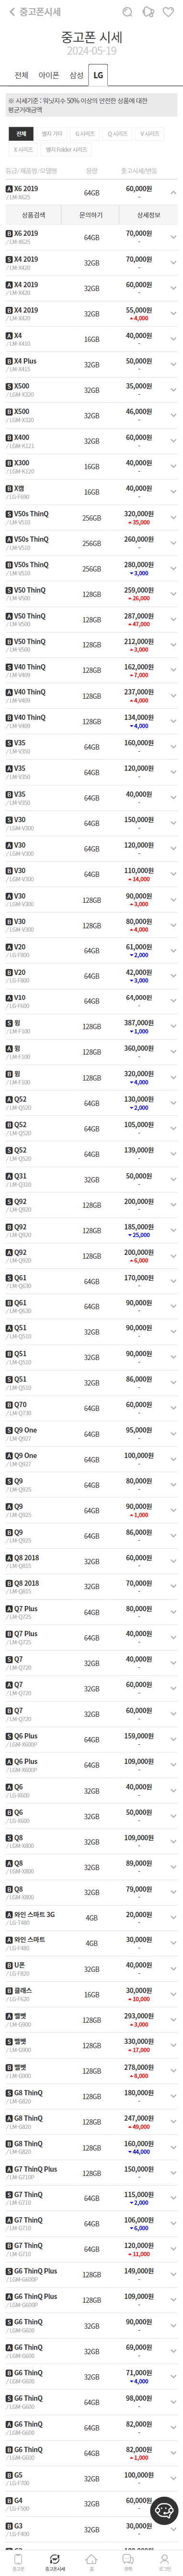 중고폰시세
중고폰 시세
2024-05-19
전체 아이폰 삼성 LG
※ 시세기준 : 워닝지수 50% 이상의 안전한 상품에 대한
평균거래금액
전체 엘지 기타 G 시리즈 Q 시리즈 V 시리즈
X 시리즈 엘지 Folder 시리즈
등급/제품명/모델명 용량 중고시세/변동
A X6 2019 64GB 60,000원
/ LM-X625 -
상품검색 문의하기 상세정보
B X6 2019 64GB 70,000원
/ LM-X625 -
S X4 2019 32GB 70,000원
/ LM-X420 -
A X4 2019 32GB 60,000원
/ LM-X420 -
B X4 2019 32GB 55,000원
/ LM-X420 ▲4,000
A X4 16GB 40,000원
/ LM-X410 -
B X4 Plus 32GB 50,000원
/ LM-X415 -
S X500 32GB 35,000원
/ LGM-X320 -
B X500 32GB 46,000원
/ LGM-X320 -
B X400 32GB 60,000원
/ LGM-K121 -
B X300 16GB 40,000원
/ LGM-K120 -
B X캠 16GB 40,000원
/ LG-F690 -
S V50s ThinQ 256GB 320,000원
/ LM-V510 ▲35,000
A V50s ThinQ 256GB 260,000원
/ LM-V510 -
B V50s ThinQ 256GB 280,000원
/ LM-V510 ▼3,000
S V50 ThinQ 128GB 259,000원
/ LM-V500 ▲26,000
A V50 ThinQ 128GB 287,000원
/ LM-V500 ▲47,000
B V50 ThinQ 128GB 212,000원
/ LM-V500 ▲3,000
S V40 ThinQ 128GB 162,000원
/ LM-V409 ▲7,000
A V40 ThinQ 128GB 237,000원
/ LM-V409 ▲4,000
B V40 ThinQ 128GB 134,000원
/ LM-V409 ▼4,000
S V35 64GB 160,000원
/ LM-V350 -
A V35 64GB 120,000원
/ LM-V350 -
B V35 64GB 40,000원
/ LM-V350 -
S V30 64GB 150,000원
/ LGM-V300 -
A V30 64GB 120,000원
/ LGM-V300 -
B V30 64GB 110,000원
/ LGM-V300 ▲14,000
A V30 128GB 90,000원
/ LGM-V300 ▲3,000
B V30 128GB 80,000원
/ LGM-V300 ▲4,000
A V20 64GB 61,000원
/ LG-F800 ▼2,000
B V20 64GB 42,000원
/ LG-F800 ▼3,000
A V10 64GB 64,000원
/ LG-F600 -
S 윙 128GB 387,000원
/ LM-F100 ▼1,000
A 윙 128GB 360,000원
/ LM-F100 -
B 윙 128GB 320,000원
/ LM-F100 ▼4,000
A Q52 64GB 130,000원
/ LM-Q520 ▼2,000
B Q52 64GB 105,000원
/ LM-Q520 -
S Q52 64GB 139,000원
/ LM-Q520 -
A Q31 32GB 50,000원
/ LM-Q310 -
S Q92 128GB 200,000원
/ LM-Q920 -
B Q92 128GB 185,000원
/ LM-Q920 ▼25,000
A Q92 128GB 200,000원
/ LM-Q920 ▲6,000
S Q61 64GB 170,000원
/ LM-Q630 -
B Q61 64GB 90,000원
/ LM-Q630 -
A Q51 32GB 90,000원
/ LM-Q510 -
B Q51 32GB 90,000원
/ LM-Q510 -
S Q51 32GB 86,000원
/ LM-Q510 -
B Q70 64GB 60,000원
/ LM-Q730 -
S Q9 One 64GB 95,000원
/ LM-Q927 -
A Q9 One 64GB 100,000원
/ LM-Q927 -
S Q9 64GB 80,000원
/ LM-Q925 -
A Q9 64GB 90,000원
/ LM-Q925 ▲1,000
B Q9 64GB 86,000원
/ LM-Q925 -
A Q8 2018 32GB 60,000원
/ LM-Q815 -
B Q8 2018 32GB 70,000원
/ LM-Q815 -
A Q7 Plus 64GB 80,000원
/ LM-Q725 -
B Q7 Plus 64GB 40,000원
/ LM-Q725 -
S Q7 32GB 40,000원
/ LM-Q720 -
A Q7 32GB 60,000원
/ LM-Q720 -
B Q7 32GB 60,000원
/ LM-Q720 -
S Q6 Plus 64GB 159,000원
/ LGM-X600P -
A Q6 Plus 64GB 109,000원
/ LGM-X600P -
A Q6 32GB 40,000원
/ LG-X600 -
B Q6 32GB 50,000원
/ LG-X600 -
S Q8 32GB 109,000원
/ LGM-X800 -
A Q8 32GB 89,000원
/ LGM-X800 -
B Q8 32GB 79,000원
/ LGM-X800 -
A 와인 스마트 3G 4GB 20,000원
/ LG-T480 -
A 와인 스마트 4GB 30,000원
/ LG-F480 -
B U폰 32GB 40,000원
/ LG-F820 -
B 클래스 16GB 30,000원
/ LG-F620 ▲10,000
A 벨벳 128GB 293,000원
/ LM-G900 ▲3,000
S 벨벳 128GB 330,000원
/ LM-G900 ▲17,000
B 벨벳 128GB 278,000원
/ LM-G900 ▲8,000
S G8 ThinQ 128GB 180,000원
/ LM-G820 -
A G8 ThinQ 128GB 247,000원
/ LM-G820 ▲49,000
B G8 ThinQ 128GB 160,000원
/ LM-G820 ▼44,000
A G7 ThinQ Plus 128GB 150,000원
/ LM-G710P -
S G7 ThinQ 64GB 115,000원
/ LM-G710 ▼2,000
A G7 ThinQ 64GB 106,000원
/ LM-G710 ▼6,000
B G7 ThinQ 64GB 120,000원
/ LM-G710 ▲11,000
S G6 ThinQ Plus 128GB 149,000원
/ LGM-G600P -
A G6 ThinQ Plus 128GB 109,000원
/ LGM-G600P -
S G6 ThinQ 32GB 90,000원
/ LGM-G600 -
A G6 ThinQ 32GB 69,000원
/ LGM-G600 -
B G6 ThinQ 32GB 71,000원
/ LGM-G600 ▼4,000
S G6 ThinQ 64GB 98,000원
/ LGM-G600 -
A G6 ThinQ 64GB 82,000원
/ LGM-G600 -
B G6 ThinQ 64GB 82,000원
/ LGM-G600 ▲1,000
B G5 32GB 100,000원
/ LG-F700 -
B G4 32GB 60,000원
/ LG-F500 -
B G3 32GB 30,000원
/ LG-F400 -
중고폰 중고폰시세 홈 로그인